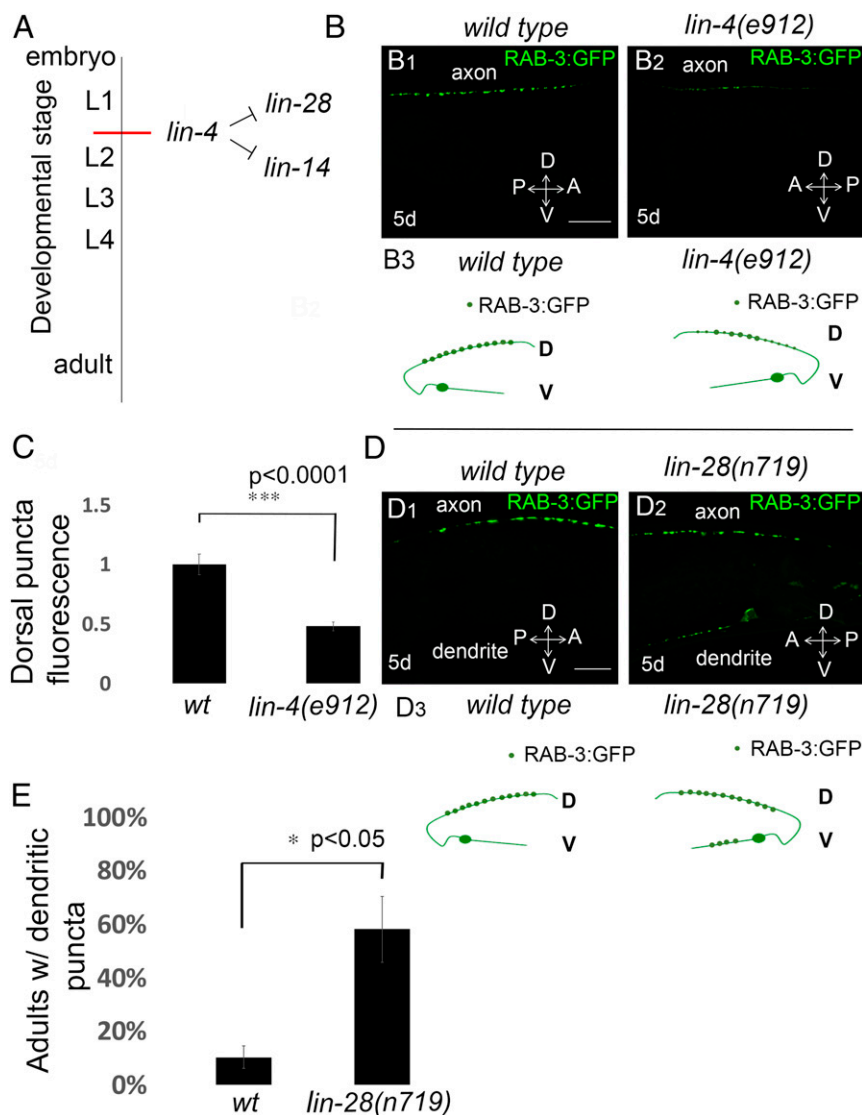 A
embryo
L1
L2
L3
L4
adult
Developmental stage
lin-4
lin-28
lin-14
B
wild type
lin-4(e912)
B1
RAB-3:GFP
axon
D
P
A
V
5d
B2
RAB-3:GFP
axon
D
A
P
V
5d
B3
wild type
lin-4(e912)
• RAB-3:GFP
D
V
• RAB-3:GFP
D
V
B2
C
p<0.0001
***
1.5
1
0.5
0
Dorsal puncta
fluorescence
wt
lin-4(e912)
D
wild type
lin-28(n719)
D1
RAB-3:GFP
axon
D
P
A
V
5d
dendrite
D2
RAB-3:GFP
axon
D
A
P
V
5d
dendrite
D3
wild type
lin-28(n719)
• RAB-3:GFP
D
V
• RAB-3:GFP
D
V
E
* p<0.05
100%
80%
60%
40%
20%
0%
Adults w/ dendritic
puncta
wt
lin-28(n719)